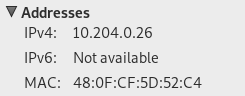 Addresses
IPv4: 10.204.0.26
IPv6: Not available
MAC: 48:0F:CF:5D:52:C4